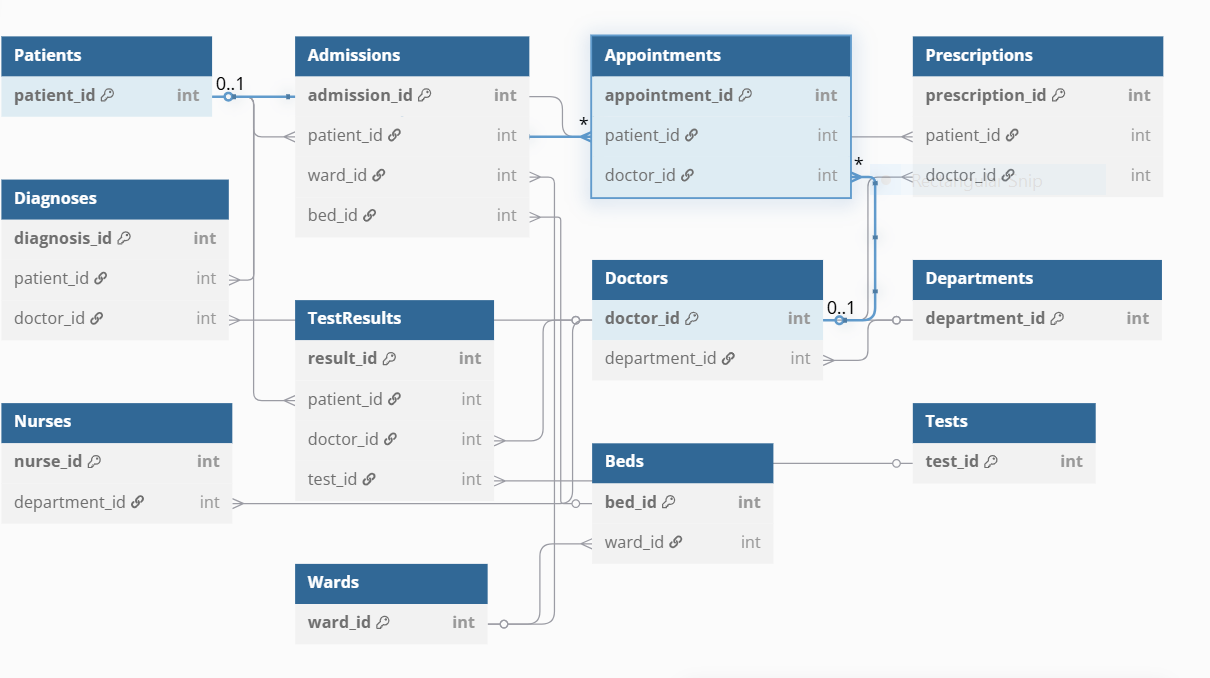 Patients
patient_id int
0..1
Admissions
admission_id int
patient_id int
ward_id int
bed_id int
*
Appointments
appointment_id int
patient_id int
doctor_id int
*
Prescriptions
prescription_id int
patient_id int
doctor_id int
Rectangular Snip
Diagnoses
diagnosis_id int
patient_id int
doctor_id int
TestResults
result_id int
patient_id int
doctor_id int
test_id int
Doctors
doctor_id int
department_id int
0..1
Departments
department_id int
Nurses
nurse_id int
department_id int
Beds
bed_id int
ward_id int
Tests
test_id int
Wards
ward_id int